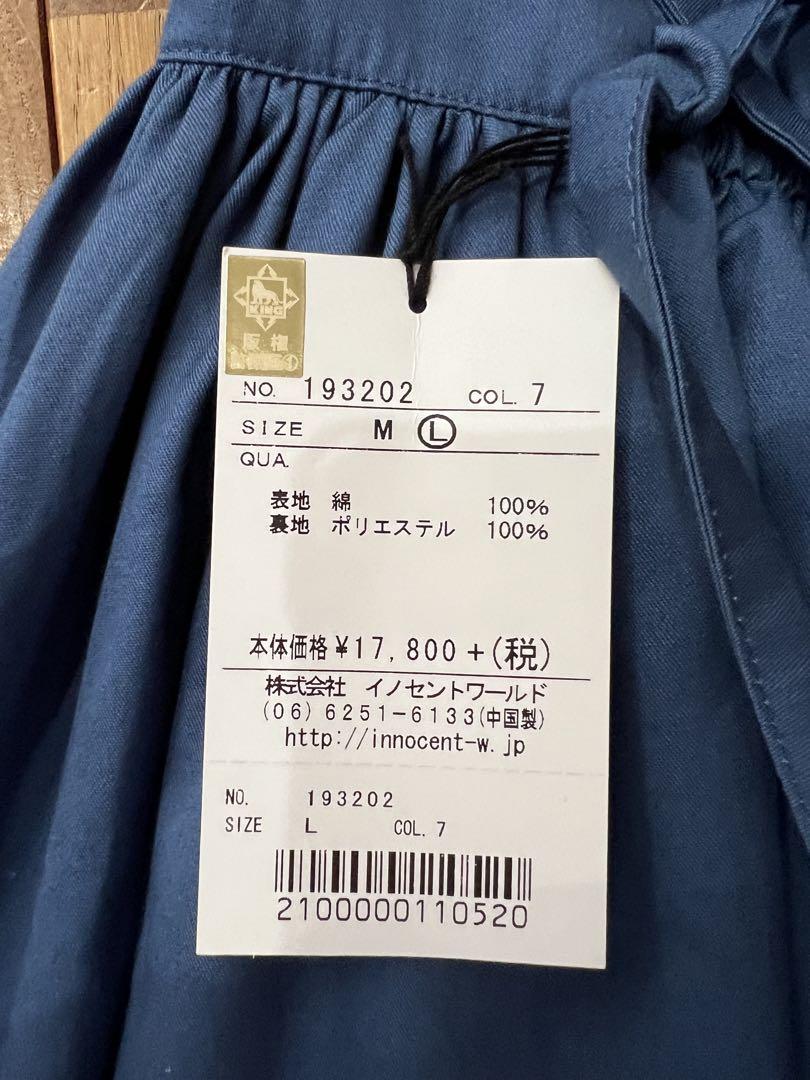 KING
阪権
NO. 193202 COL. 7
SIZE M Ⓛ
QUA.
表地 綿 100%
裏地 ポリエステル 100%
本体価格 ¥17,800+(税)
株式会社 イノセントワールド
(06)6251-6133(中国製)
http://innocent-w.jp
NO. 193202
SIZE L COL. 7
2100000110520